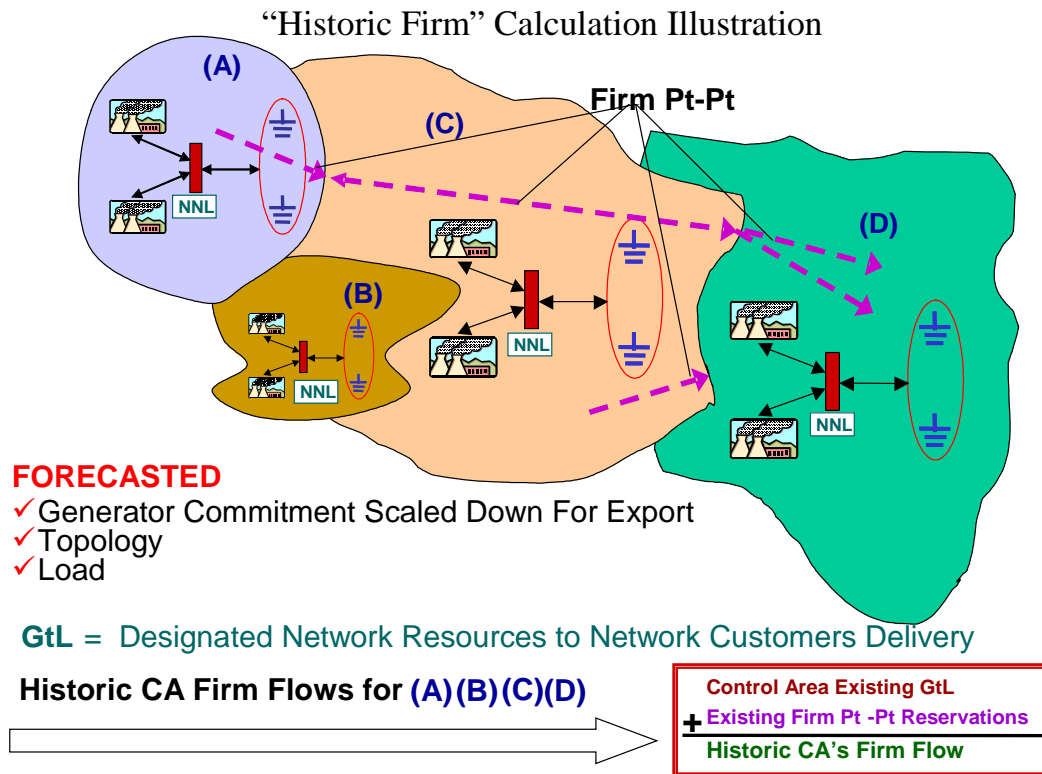 “Historic Firm” Calculation Illustration
(A)
Firm Pt-Pt
(C)
NNL
(D)
(B)
NNL
NNL
NNL
FORECASTED
✓Generator Commitment Scaled Down For Export
✓Topology
✓Load
GtL = Designated Network Resources to Network Customers Delivery
Historic CA Firm Flows for (A)(B)(C)(D)
Control Area Existing GtL
+ Existing Firm Pt -Pt Reservations
Historic CA's Firm Flow